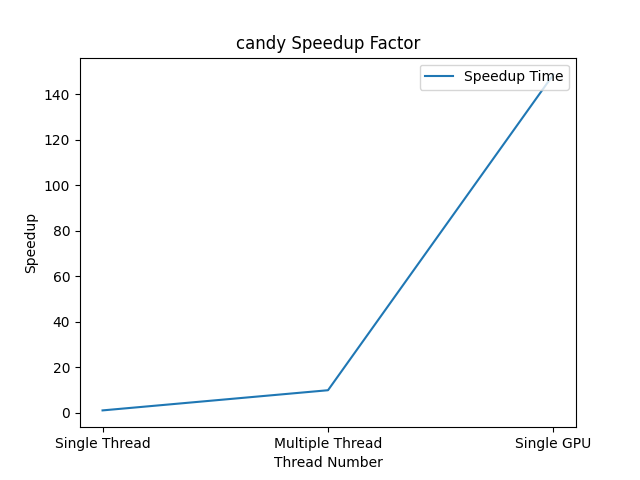 candy Speedup Factor
Speedup Time
140
120
100
80
60
40
20
0
Speedup
Single Thread
Multiple Thread
Single GPU
Thread Number